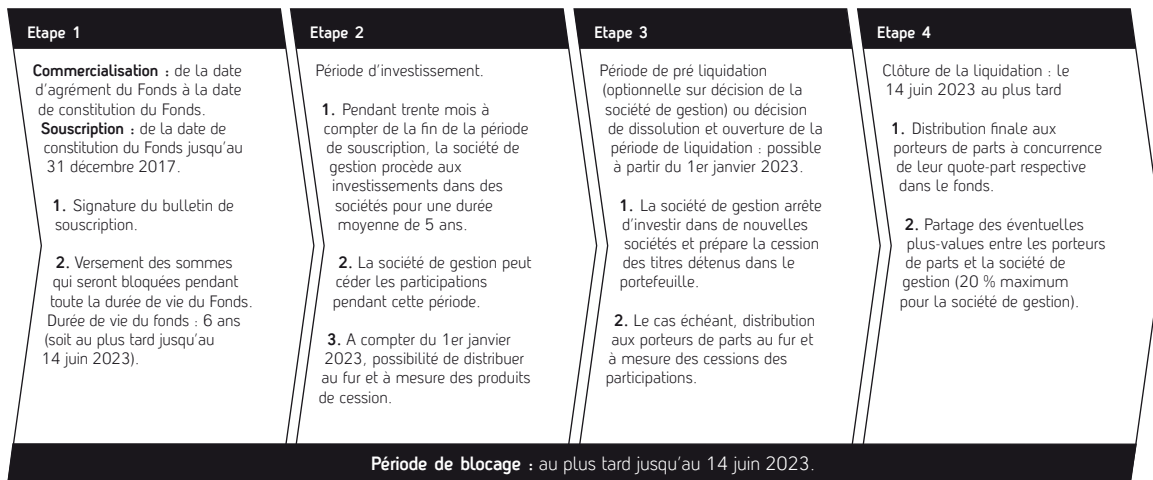 Etape 1
Commercialisation : de la date
d'agrément du Fonds à la date
de constitution du Fonds.
Souscription : de la date de
constitution du Fonds jusqu'au
31 décembre 2017.
1. Signature du bulletin de
souscription.
2. Versement des sommes
qui seront bloquées pendant
toute la durée de vie du Fonds.
Durée de vie du fonds : 6 ans
(soit au plus tard jusqu'au
14 juin 2023).
Etape 2
Période d'investissement.
1. Pendant trente mois à
compter de la fin de la période
de souscription, la société de
gestion procède aux
investissements dans des
sociétés pour une durée
moyenne de 5 ans.
2. La société de gestion peut
céder les participations
pendant cette période.
3. A compter du 1er janvier
2023, possibilité de distribuer
au fur et à mesure des produits
de cession.
Etape 3
Période de pré liquidation
(optionnelle sur décision de la
société de gestion) ou décision
de dissolution et ouverture de la
période de liquidation : possible
à partir du 1er janvier 2023.
1. La société de gestion arrête
d'investir dans de nouvelles
sociétés et prépare la cession
des titres détenus dans le
portefeuille.
2. Le cas échéant, distribution
aux porteurs de parts au fur et
à mesure des cessions des
participations.
Etape 4
Clôture de la liquidation : le
14 juin 2023 au plus tard
1. Distribution finale aux
porteurs de parts à concurrence
de leur quote-part respective
dans le fonds.
2. Partage des éventuelles
plus-values entre les porteurs
de parts et la société de
gestion (20 % maximum
pour la société de gestion).
Période de blocage : au plus tard jusqu'au 14 juin 2023.